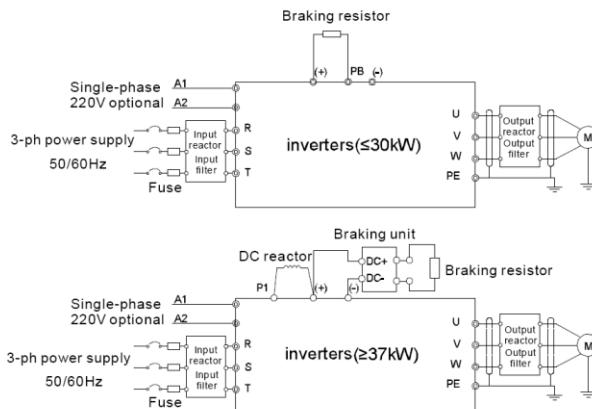 Braking resistor
(+) PB (-)
Single-phase A1
220V optional A2
3-ph power supply
50/60Hz
Fuse
Input
reactor
Input
filter
R
S
T
inverters(≤30kW)
U
V
W
PE
Output
reactor
Output
filter
M
Braking unit
DC reactor
DC+
DC-
Braking resistor
P1 (+) (-)
Single-phase A1
220V optional A2
3-ph power supply
50/60Hz
Fuse
Input
reactor
Input
filter
R
S
T
inverters(≥37kW)
U
V
W
PE
Output
reactor
Output
filter
M